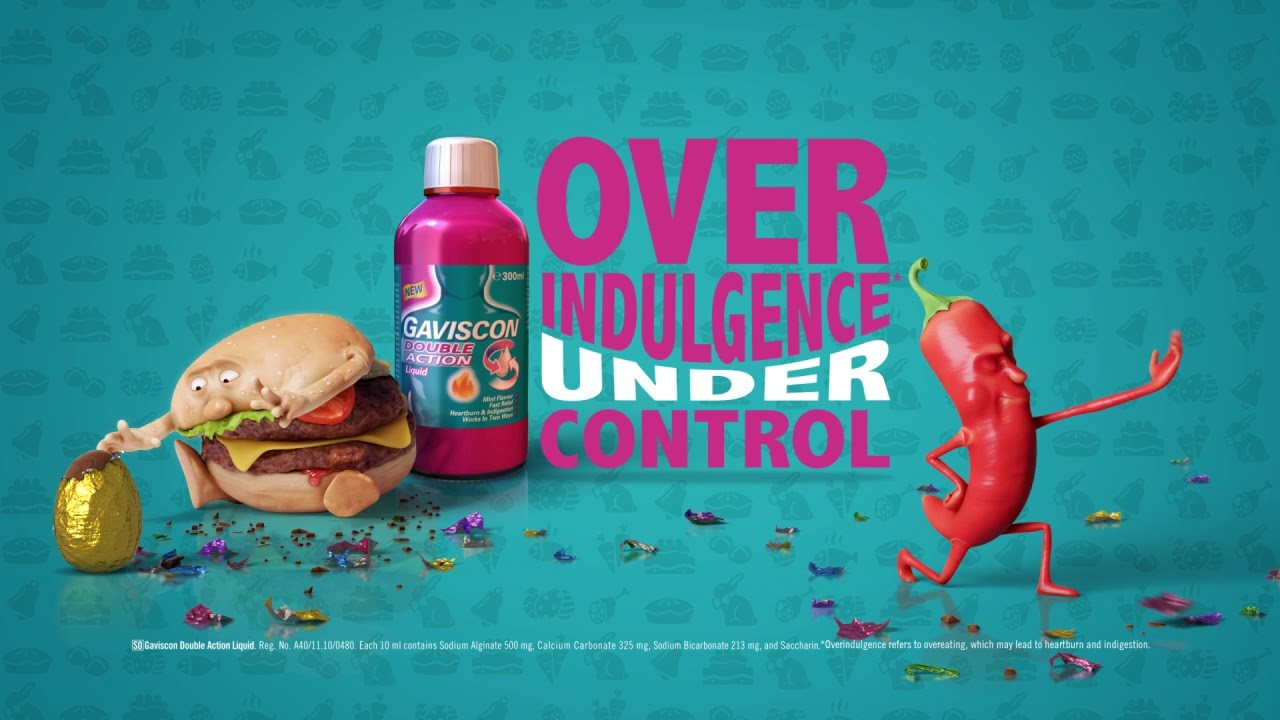 OVER
INDULGENCE*
UNDER
CONTROL
℮300ml
NEW
GAVISCON
DOUBLE
ACTION
Liquid
Mint Flavour
Fast Relief
Heartburn & Indigestion
Works In Two Ways
S0 Gaviscon Double Action Liquid. Reg. No. A40/11.10/0480. Each 10 ml contains Sodium Alginate 500 mg, Calcium Carbonate 325 mg, Sodium Bicarbonate 213 mg, and Saccharin.*Overindulgence refers to overeating, which may lead to heartburn and indigestion.